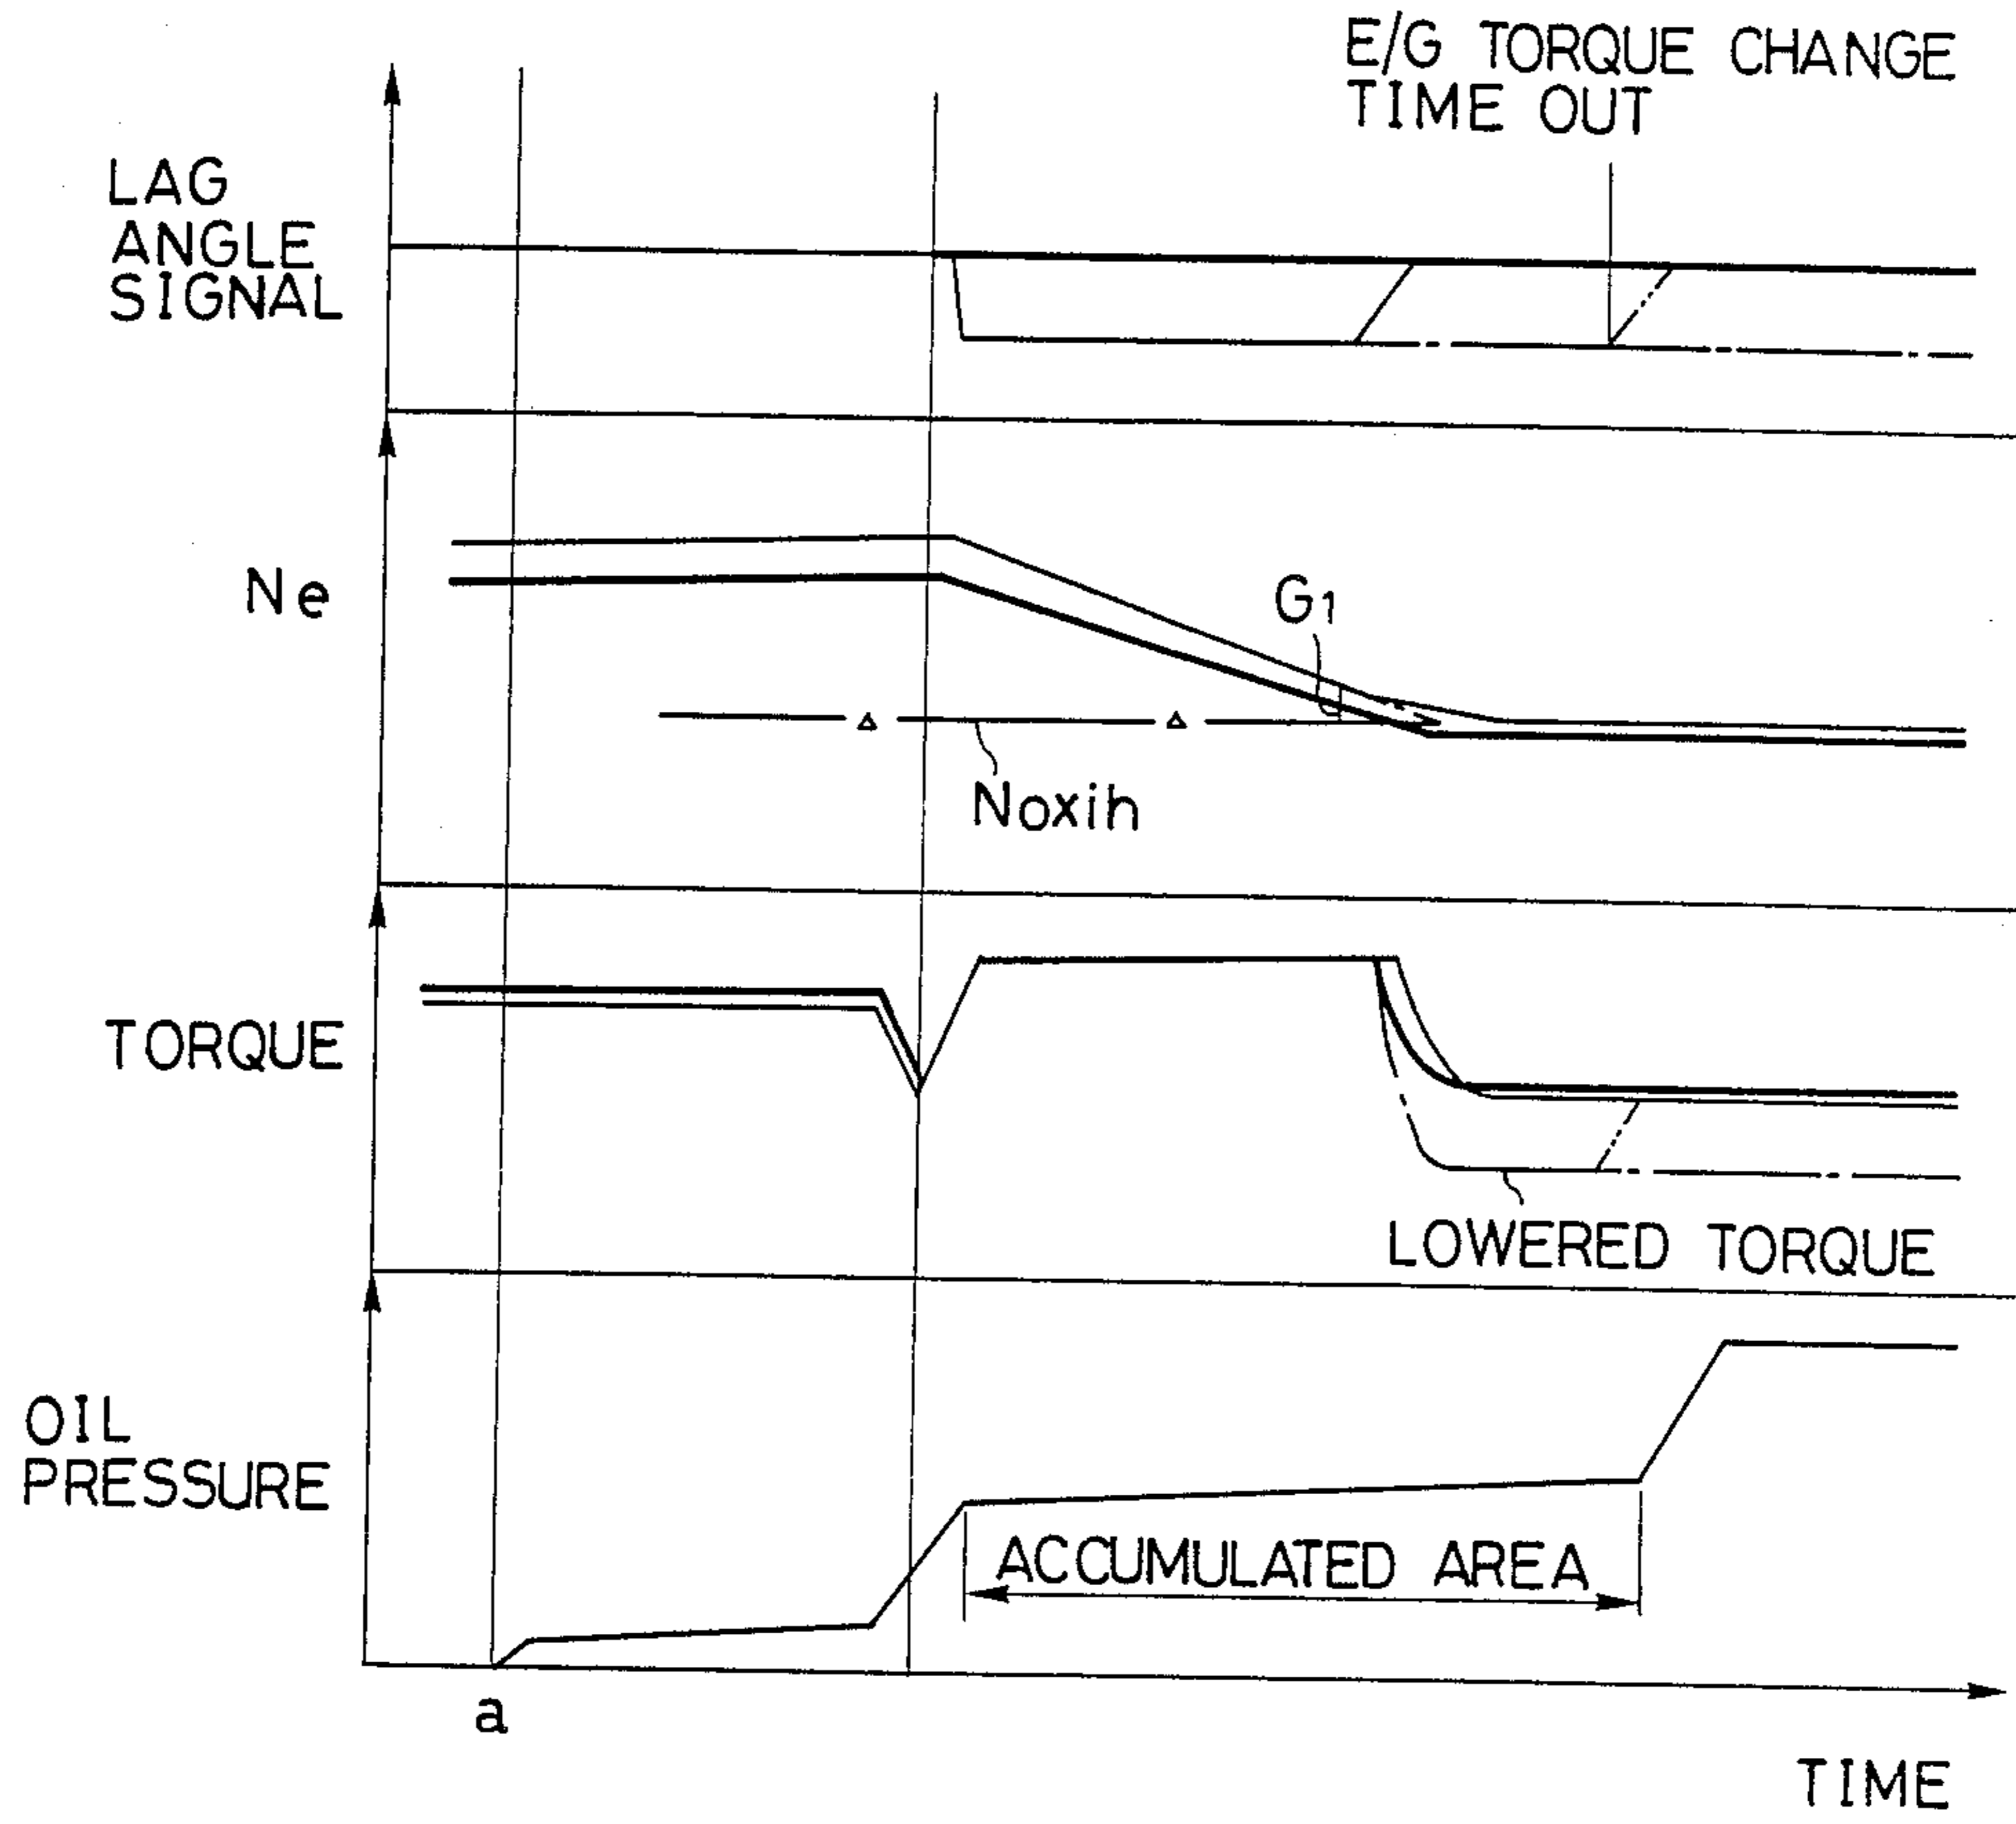 E/G TORQUE CHANGE
TIME OUT
LAG
ANGLE
SIGNAL
Ne
G1
Noxih
TORQUE
LOWERED TORQUE
OIL
PRESSURE
ACCUMULATED AREA
a
TIME